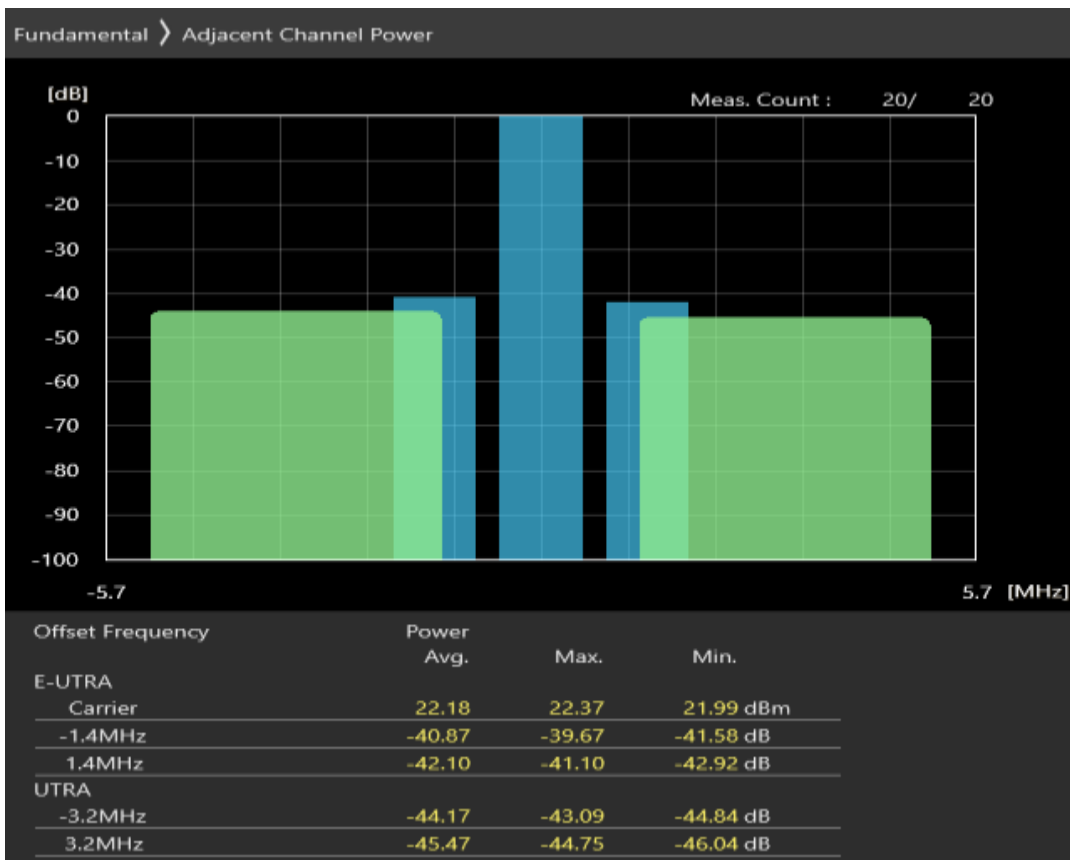 Fundamental 〉 Adjacent Channel Power
[dB]
Meas. Count : 20/ 20
0
-10
-20
-30
-40
-50
-60
-70
-80
-90
-100
-5.7 5.7 [MHz]
Offset Frequency Power
Avg. Max. Min.
E-UTRA
Carrier 22.18 22.37 21.99 dBm
-1.4MHz -40.87 -39.67 -41.58 dB
1.4MHz -42.10 -41.10 -42.92 dB
UTRA
-3.2MHz -44.17 -43.09 -44.84 dB
3.2MHz -45.47 -44.75 -46.04 dB